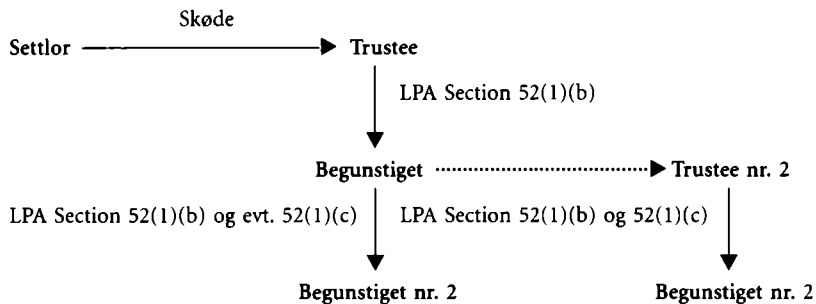 Skøde
Settlor Trustee
LPA Section 52(1)(b)
Begunstiget Trustee nr. 2
LPA Section 52(1)(b) og evt. 52(1)(c) LPA Section 52(1)(b) og 52(1)(c)
Begunstiget nr. 2 Begunstiget nr. 2